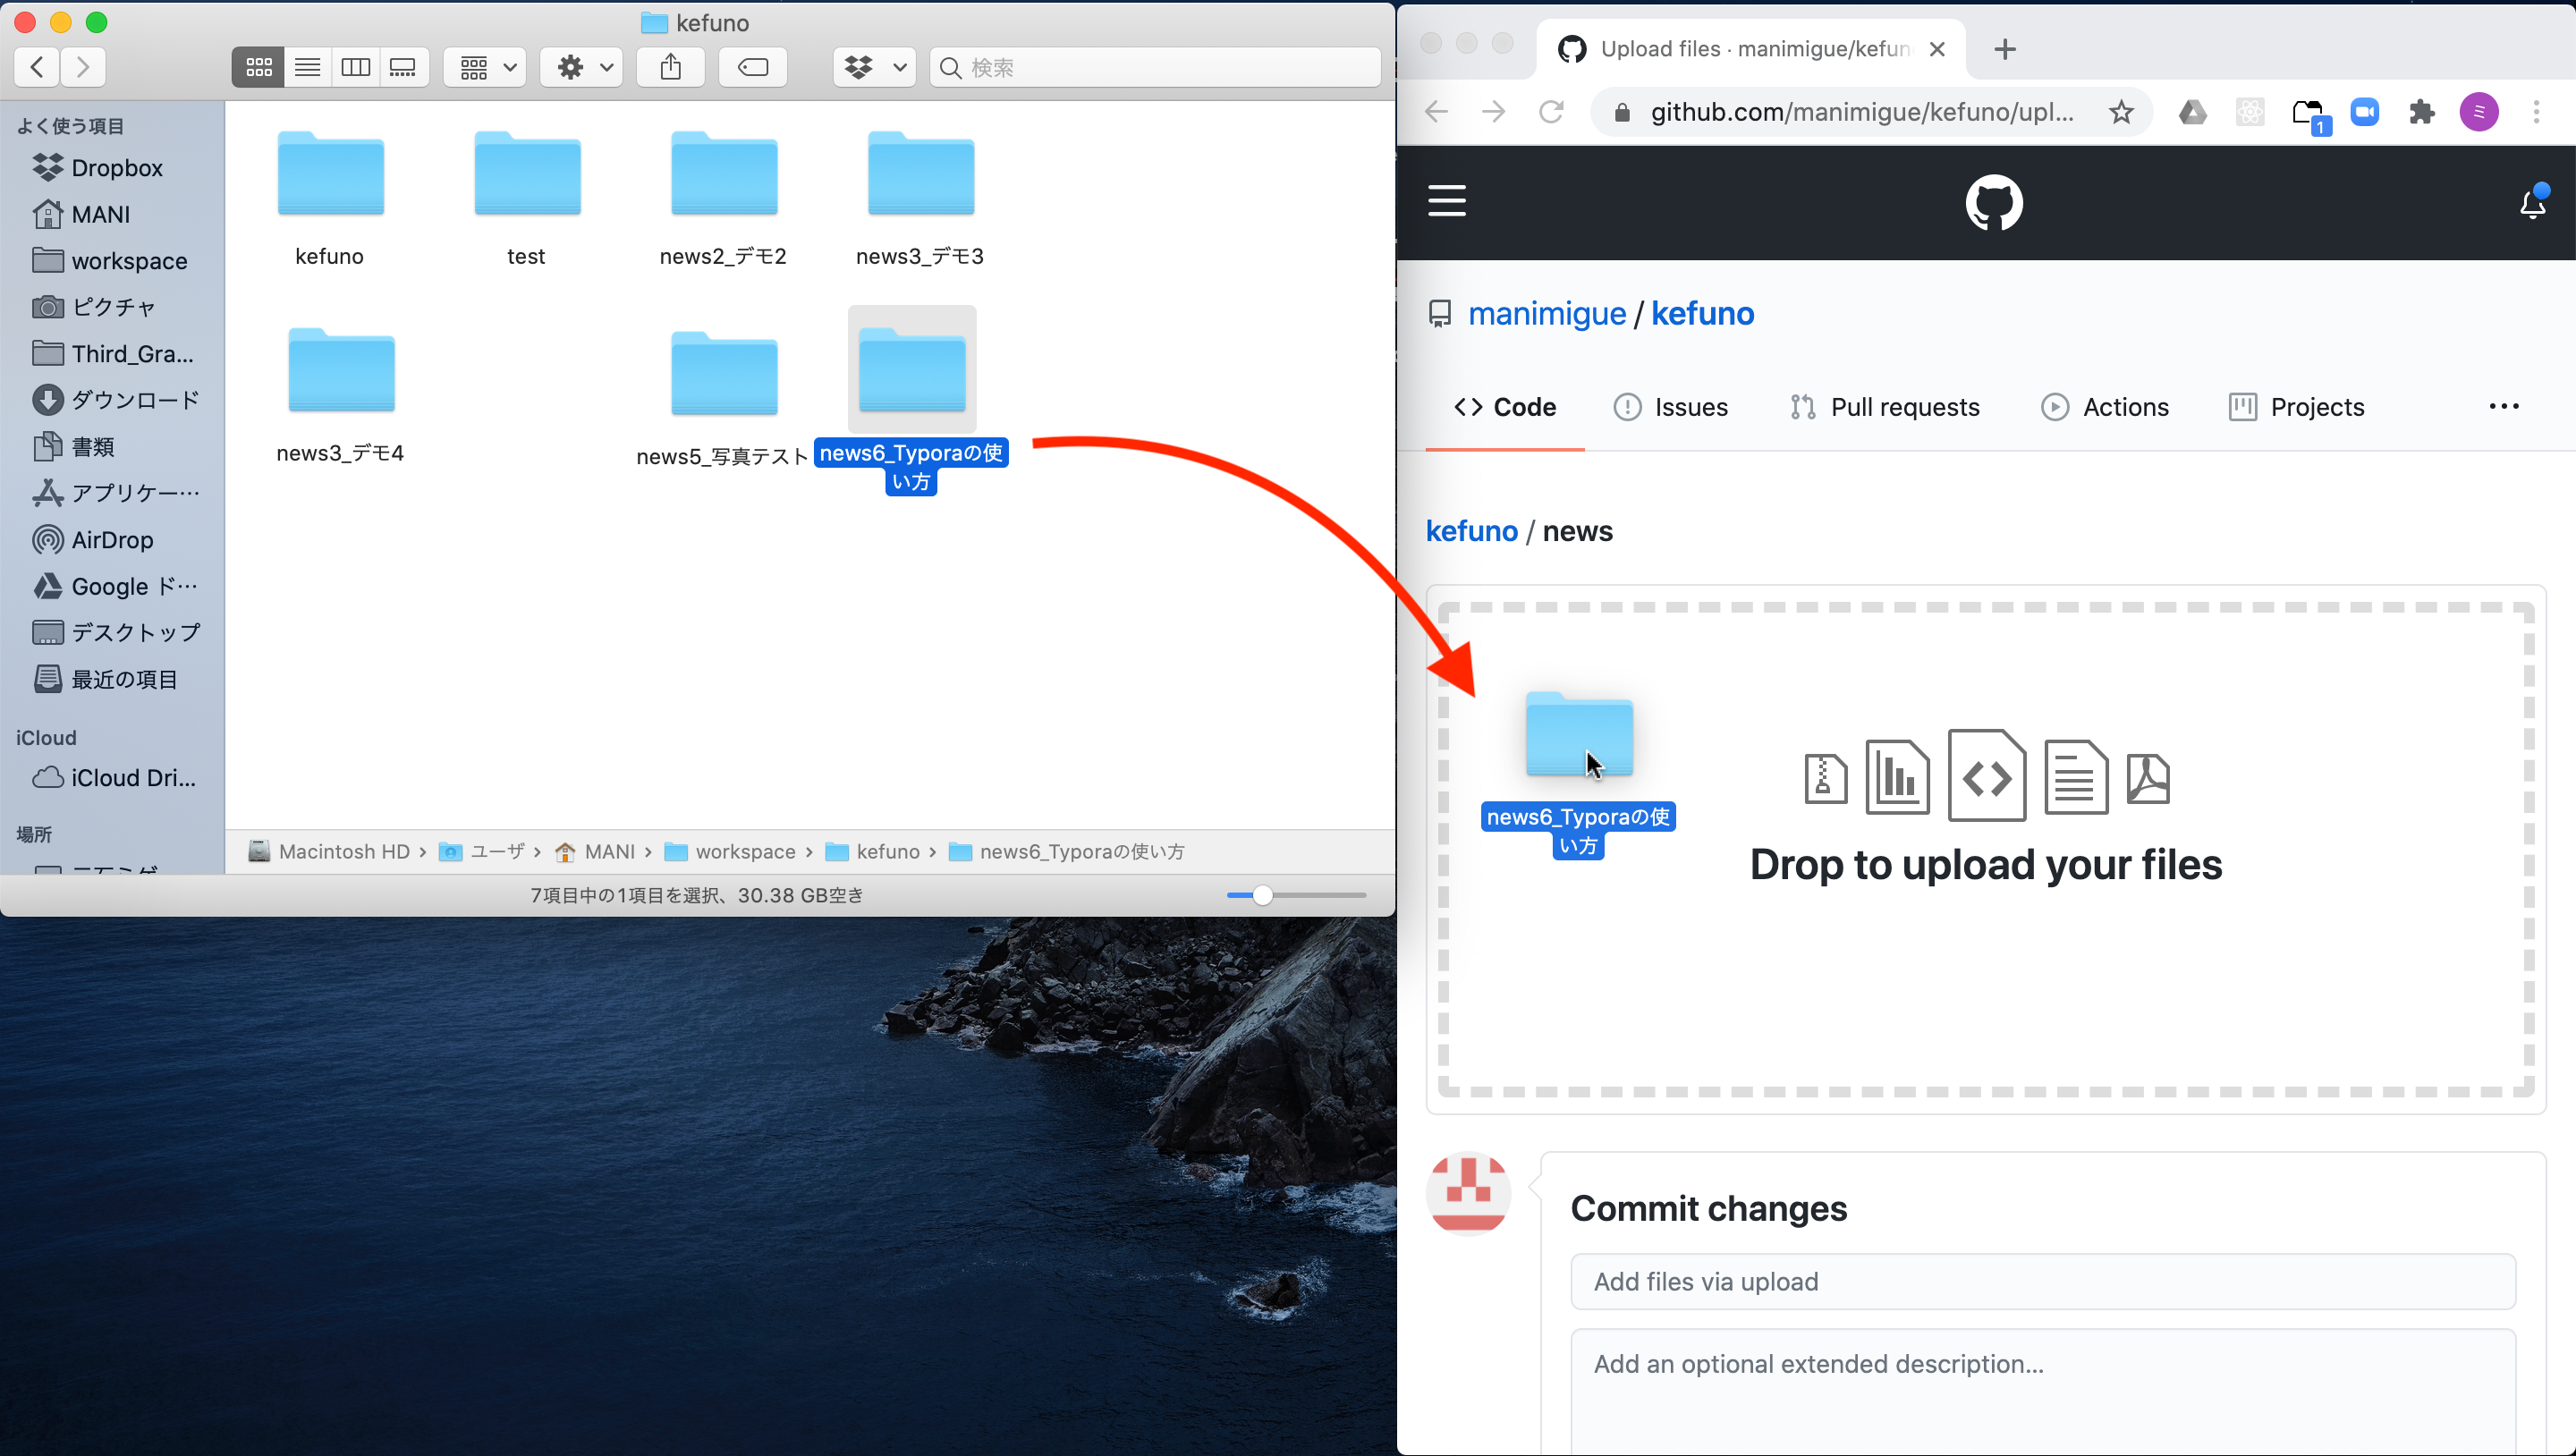 kefuno
検索
よく使う項目
Dropbox
MANI
workspace
ピクチャ
Third_Gra...
ダウンロード
書類
アプリケー…
AirDrop
Google ド…
デスクトップ
最近の項目
iCloud
iCloud Dri...
場所
kefuno
test
news2_デモ2
news3_デモ3
news3_デモ4
news5_写真テスト
news6_Typoraの使
い方
Macintosh HD › ユーザ › MANI › workspace › kefuno › news6_Typoraの使い方
7項目中の1項目を選択、30.38 GB空き
Upload files · manimigue/kefun
github.com/manimigue/kefuno/upl...
1
ミ
manimigue / kefuno
Code
Issues
Pull requests
Actions
Projects
kefuno / news
news6_Typoraの使
い方
Drop to upload your files
Commit changes
Add files via upload
Add an optional extended description...